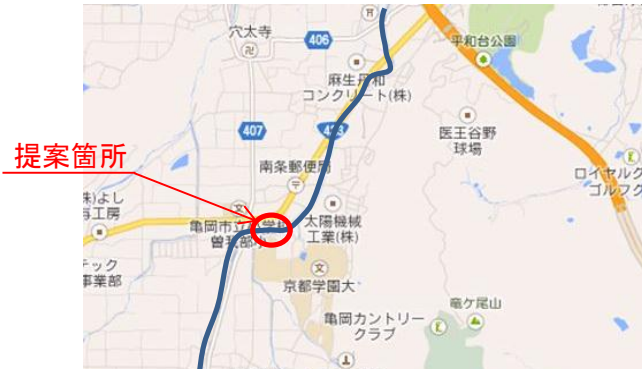 穴太寺
406
平和台公園
麻生
コンクリート(株)
407
医王谷野
球場
提案箇所
南条郵便局
ロイヤル
ゴルフ
工房
亀岡市立
曽我部
太陽機械
工業(株)
事業部
京都学園大
亀岡カントリー
クラブ
竜ケ尾山